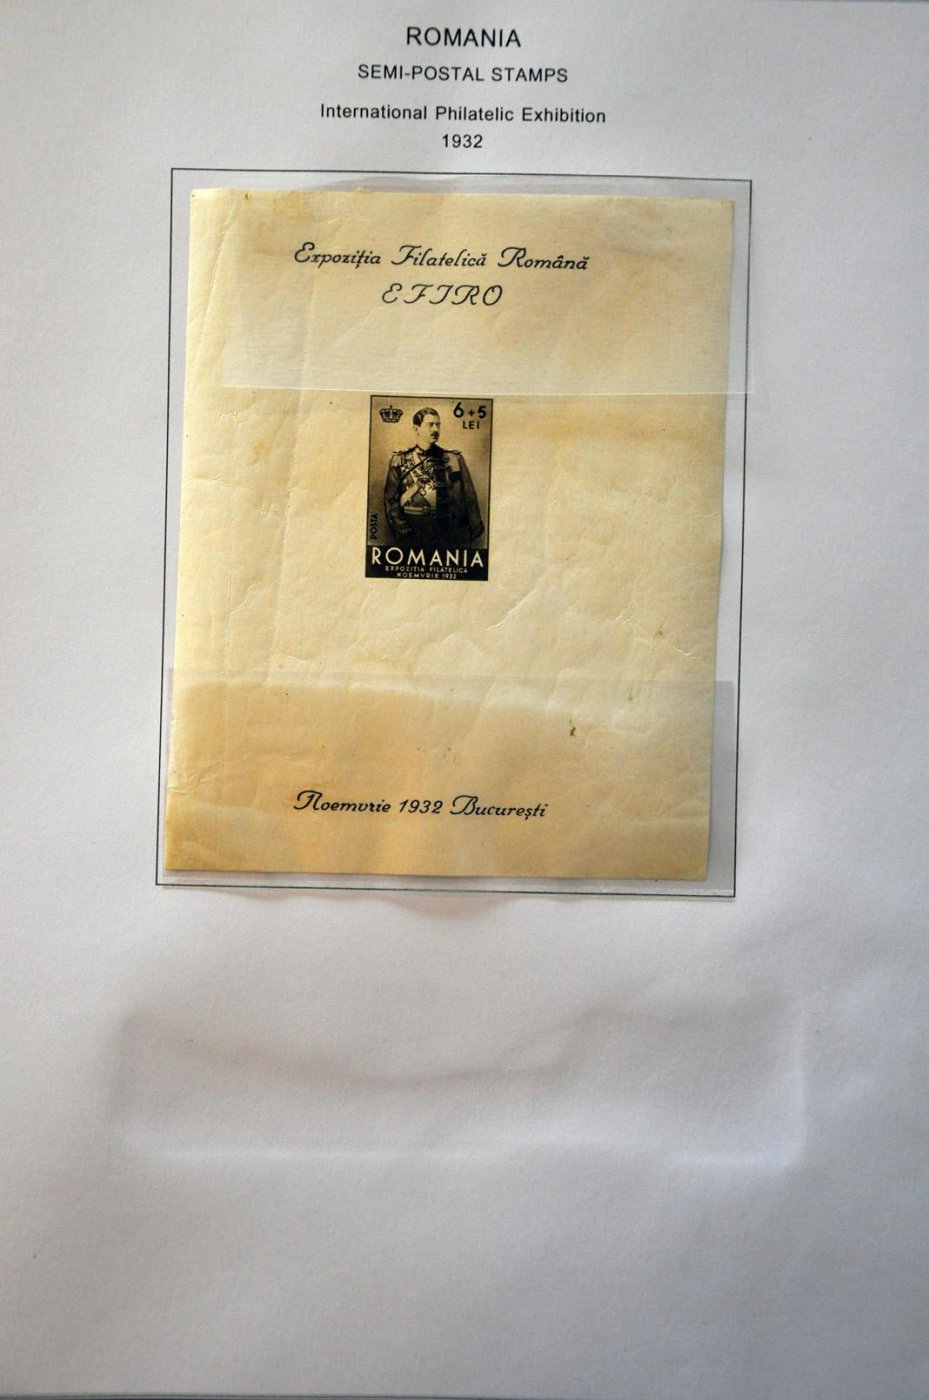 ROMANIA
SEMI-POSTAL STAMPS
International Philatelic Exhibition
1932
Expoziția Filatelică Română
EFIRO
6+5
LEI
POSTA
ROMANIA
EXPOZITIA FILATELICA
NOEMVRIE 1932
Noemvrie 1932 București